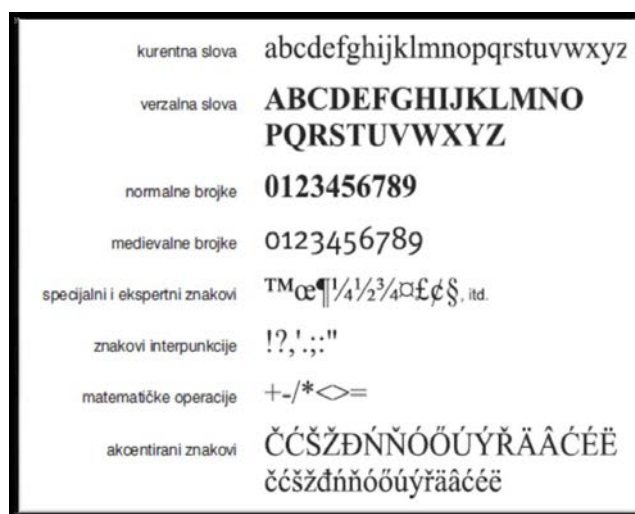 kurentna slova abcdefghijklmnopqrstuvwxyz
verzalna slova ABCDEFGHIJKLMNO
PQRSTUVWXYZ
normalne brojke 0123456789
medievalne brojke 0123456789
specijalni i ekspertni znakovi ™œ¶¼½¾¤£¢§, itd.
znakovi interpunkcije !?,'.;:"
matematičke operacije +-/*<>=
akcentirani znakovi ČĆŠŽĐŃŇÓŐÚÝŘÄÂĆÉË
čćšžđńňóőúýřäâćéë